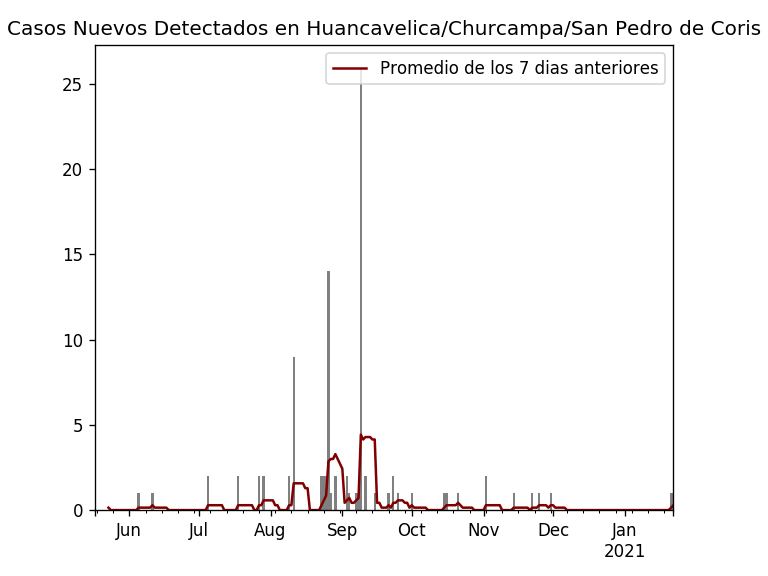 Casos Nuevos Detectados en Huancavelica/Churcampa/San Pedro de Coris
Promedio de los 7 dias anteriores
25
20
15
10
5
0
Jun Jul Aug Sep Oct Nov Dec Jan
2021